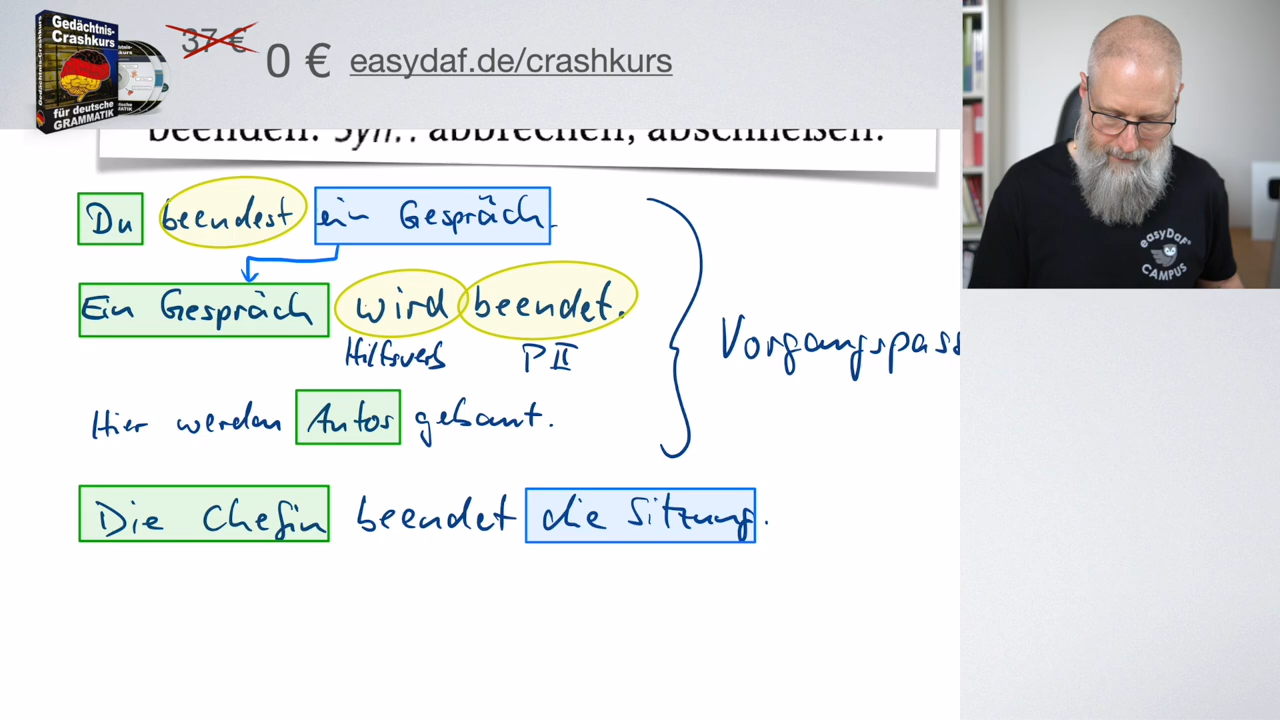 Gedächtnis-
Crashkurs
für deutsche
GRAMMATIK
37 €
0 € easydaf.de/crashkurs
beenden: Syn.: abbrechen, abschließen.
Du beendest ein Gespräch.
Ein Gespräch wird beendet.
Hilfsverb PII
Vorgangspass
Hier werden Autos gebaut.
Die Chefin beendet die Sitzung.
easyDaF®
CAMPUS